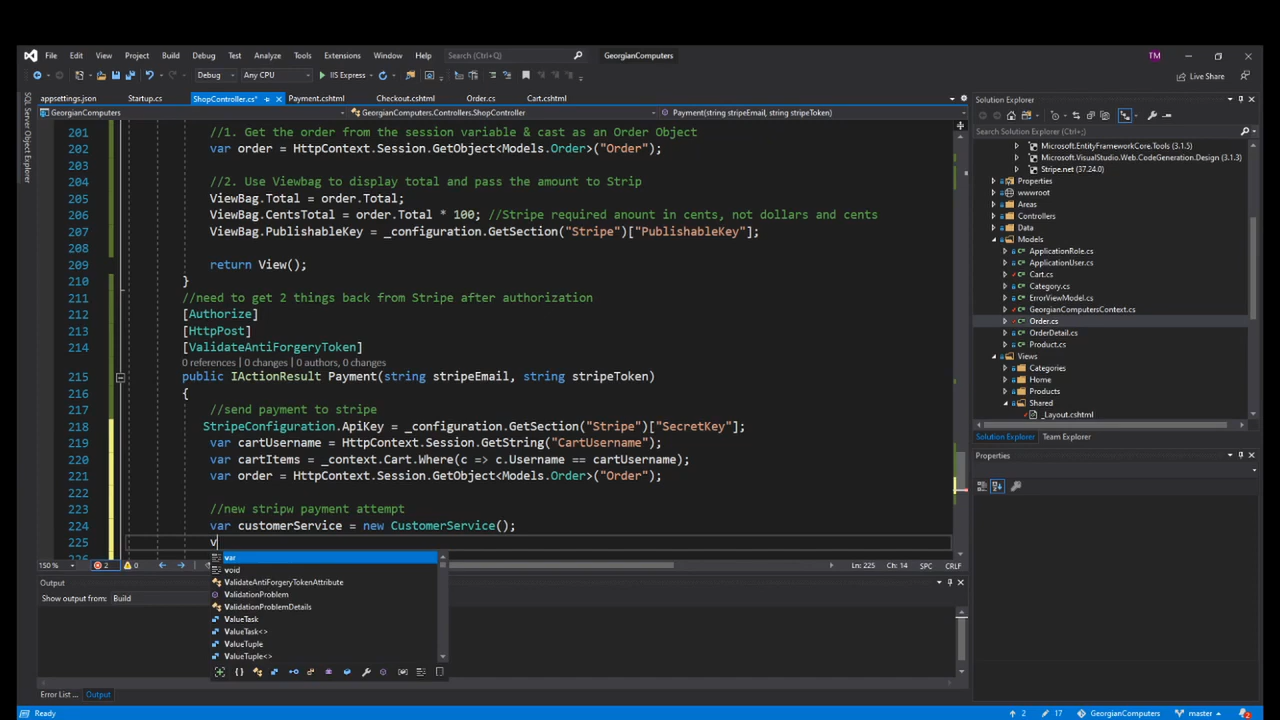 File Edit View Project Build Debug Test Analyze Tools Extensions Window Help Search (Ctrl+Q) GeorgianComputers TM
Debug Any CPU IIS Express Live Share
SQL Server Object Explorer
appsettings.json Startup.cs ShopController.cs* Payment.cshtml Checkout.cshtml Order.cs Cart.cshtml
GeorgianComputers GeorgianComputers.Controllers.ShopController Payment(string stripeEmail, string stripeToken)
201 //1. Get the order from the session variable & cast as an Order Object
202 var order = HttpContext.Session.GetObject<Models.Order>("Order");
203
204 //2. Use Viewbag to display total and pass the amount to Strip
205 ViewBag.Total = order.Total;
206 ViewBag.CentsTotal = order.Total * 100; //Stripe required amount in cents, not dollars and cents
207 ViewBag.PublishableKey = _configuration.GetSection("Stripe")["PublishableKey"];
208
209 return View();
210 }
211 //need to get 2 things back from Stripe after authorization
212 [Authorize]
213 [HttpPost]
214 [ValidateAntiForgeryToken]
0 references | 0 changes | 0 authors, 0 changes
215 public IActionResult Payment(string stripeEmail, string stripeToken)
216 {
217 //send payment to stripe
218 StripeConfiguration.ApiKey = _configuration.GetSection("Stripe")["SecretKey"];
219 var cartUsername = HttpContext.Session.GetString("CartUsername");
220 var cartItems = _context.Cart.Where(c => c.Username == cartUsername);
221 var order = HttpContext.Session.GetObject<Models.Order>("Order");
222
223 //new stripw payment attempt
224 var customerService = new CustomerService();
225 v
var
void
ValidateAntiForgeryTokenAttribute
ValidationProblem
ValidationProblemDetails
ValueTask
ValueTask<>
ValueTuple
ValueTuple<>
150 % 2 0 Ln: 225 Ch: 14 SPC CRLF
Output
Show output from: Build
Error List ... Output
Solution Explorer
Search Solution Explorer (Ctrl+;)
Microsoft.EntityFrameworkCore.Tools (3.1.5)
Microsoft.VisualStudio.Web.CodeGeneration.Design (3.1.3)
Stripe.net (37.24.0)
Properties
wwwroot
Areas
Controllers
Data
Models
ApplicationRole.cs
ApplicationUser.cs
Cart.cs
Category.cs
ErrorViewModel.cs
GeorgianComputersContext.cs
Order.cs
OrderDetail.cs
Product.cs
Views
Categories
Home
Products
Shared
_Layout.cshtml
Solution Explorer Team Explorer
Properties
Ready 2 17 GeorgianComputers master 2